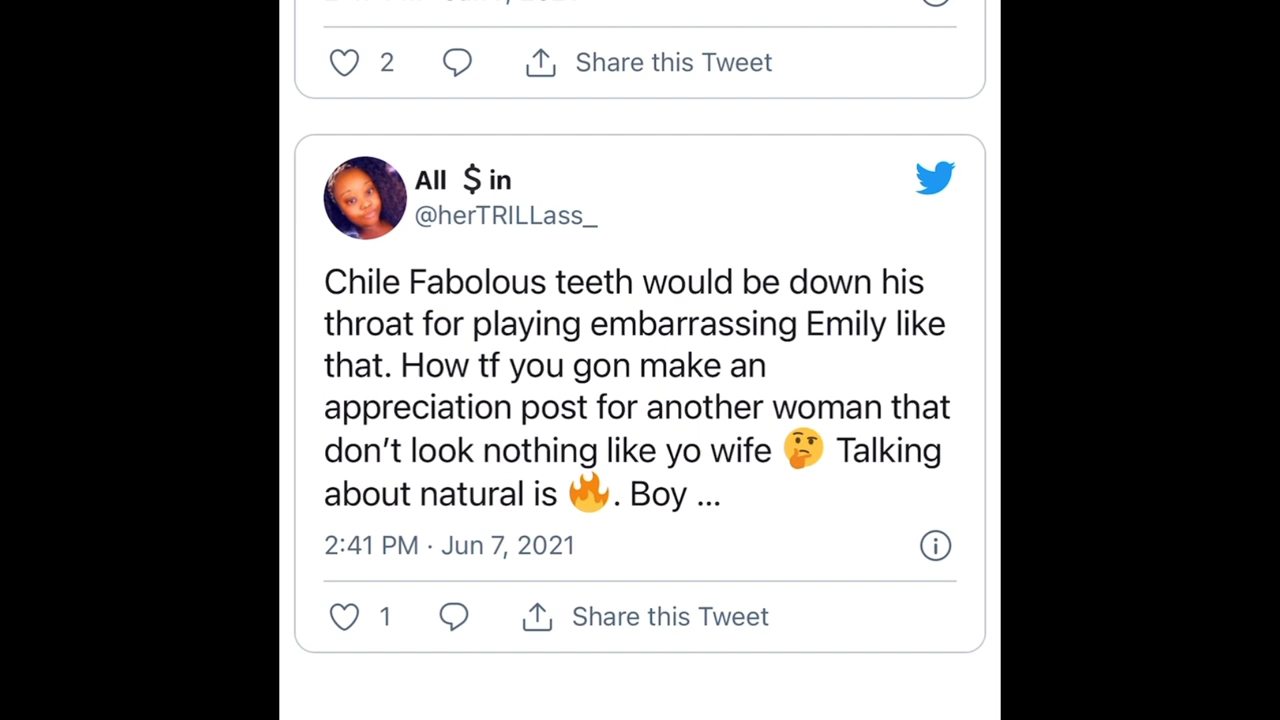 2
Share this Tweet
All $in
@herTRILLass_
Chile Fabolous teeth would be down his
throat for playing embarrassing Emily like
that. How tf you gon make an
appreciation post for another woman that
don’t look nothing like yo wife 🤔 Talking
about natural is 🔥. Boy ...
2:41 PM · Jun 7, 2021
1
Share this Tweet